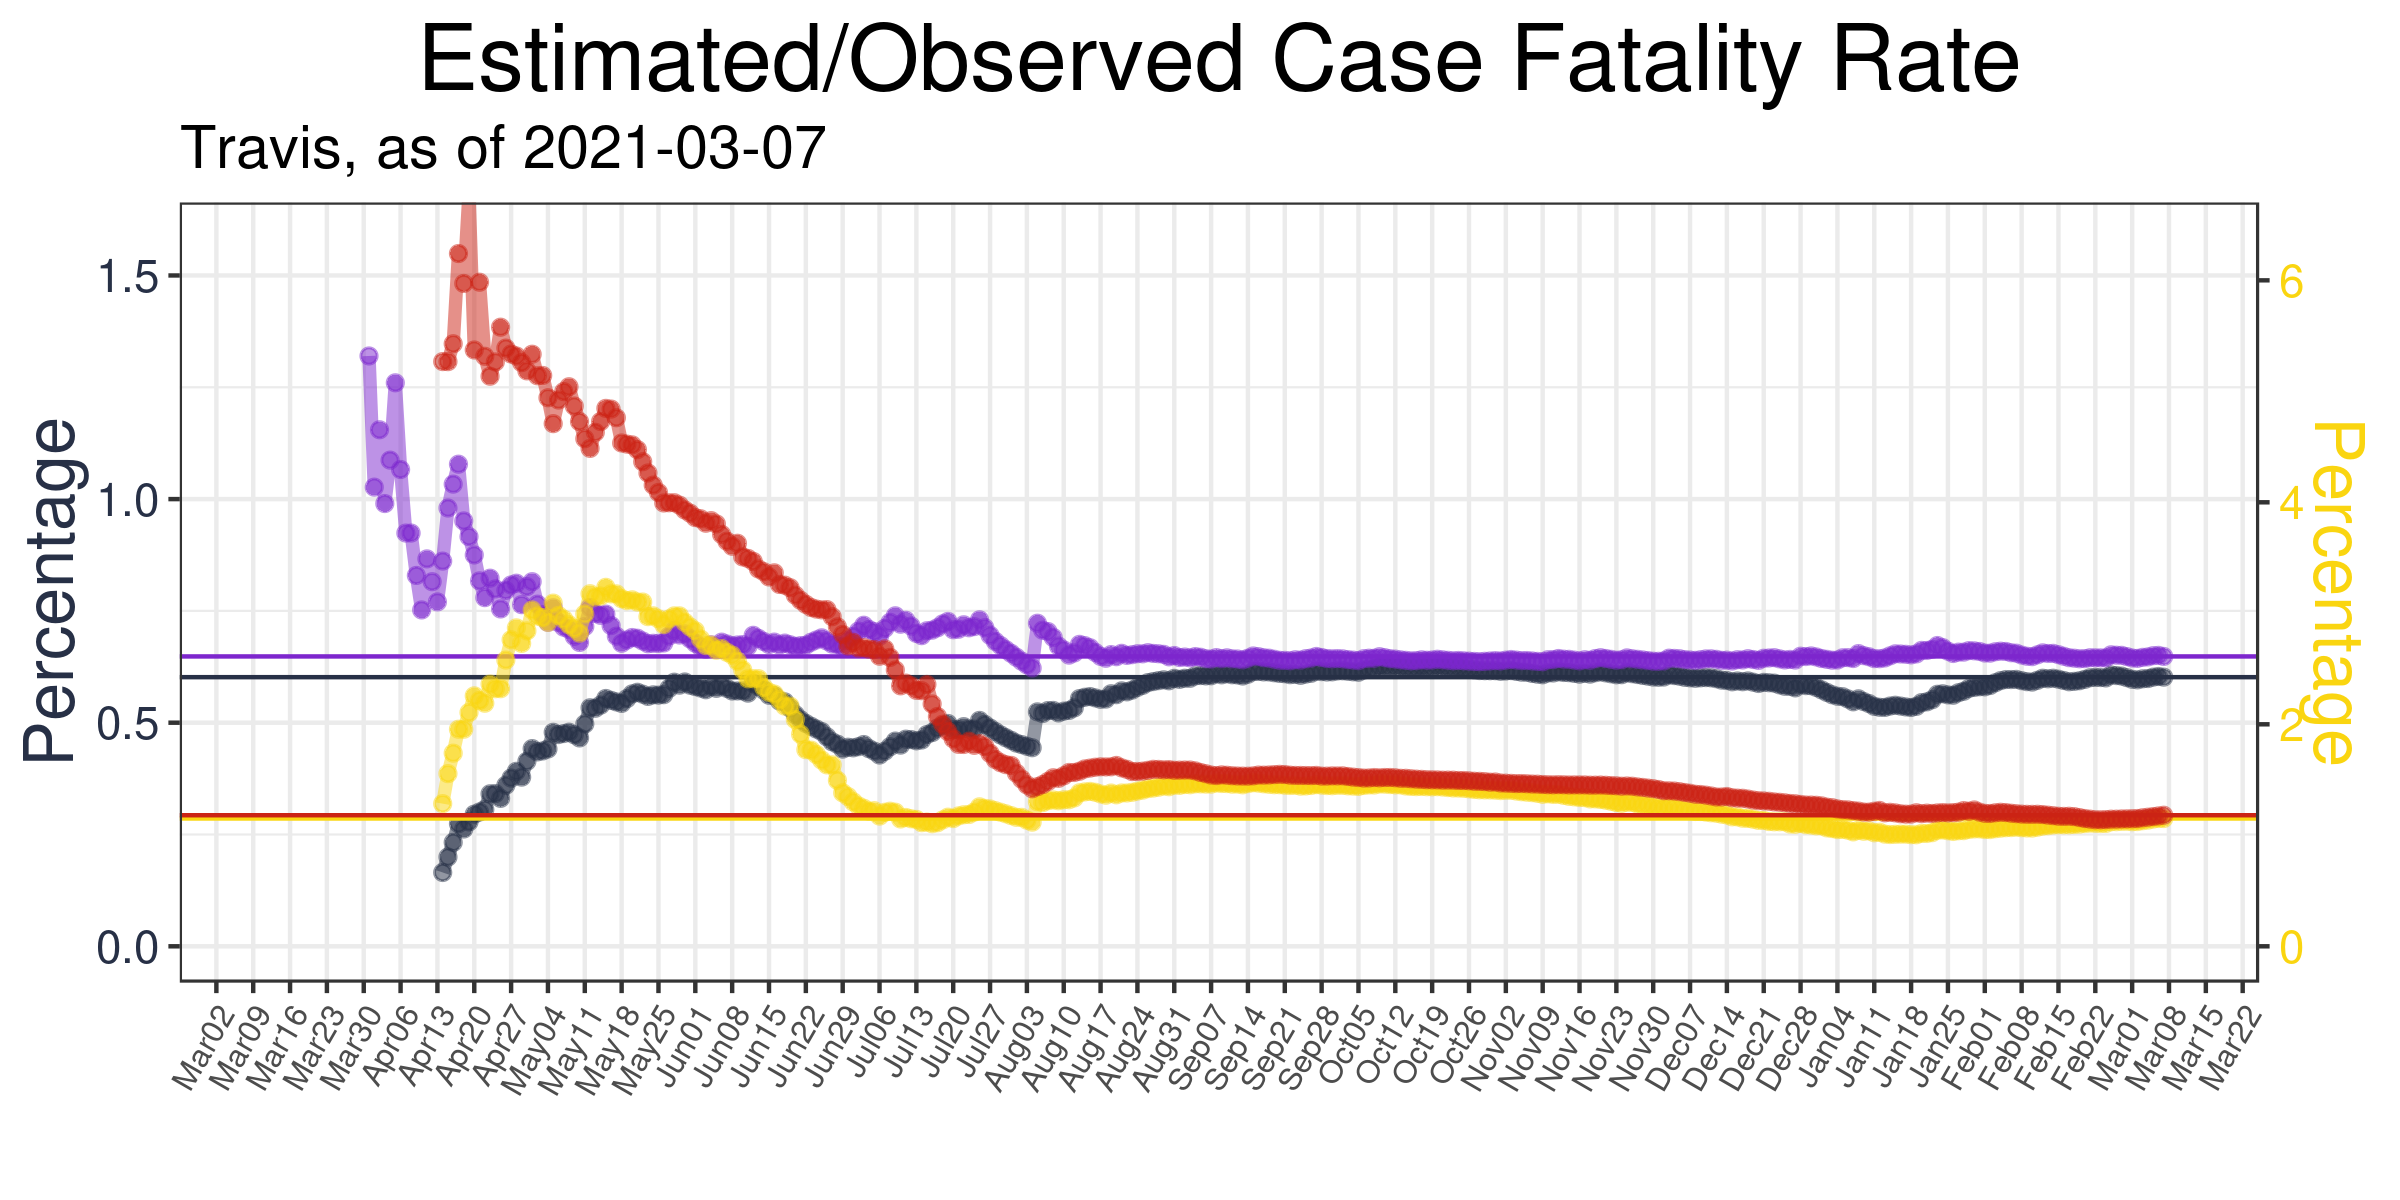 Estimated/Observed Case Fatality Rate
Travis, as of 2021-03-07
Percentage
1.5
1.0
0.5
0.0
6
4
2
0
Percentage
Mar02
Mar09
Mar16
Mar23
Mar30
Apr06
Apr13
Apr20
Apr27
May04
May11
May18
May25
Jun01
Jun08
Jun15
Jun22
Jun29
Jul06
Jul13
Jul20
Jul27
Aug03
Aug10
Aug17
Aug24
Aug31
Sep07
Sep14
Sep21
Sep28
Oct05
Oct12
Oct19
Oct26
Nov02
Nov09
Nov16
Nov23
Nov30
Dec07
Dec14
Dec21
Dec28
Dec04
Jan11
Jan18
Jan25
Jan25
Feb01
Feb08
Feb15
Feb22
Mar01
Mar08
Mar15
Mar22